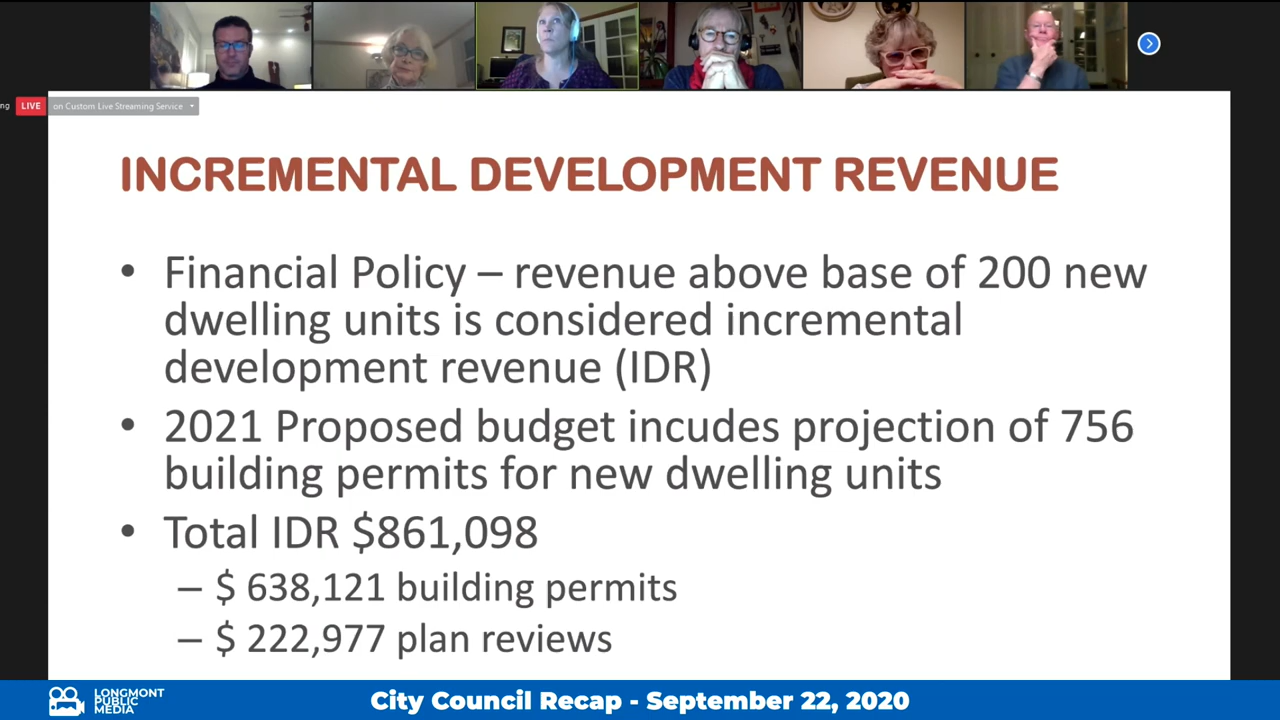 ng LIVE on Custom Live Streaming Service
INCREMENTAL DEVELOPMENT REVENUE
• Financial Policy – revenue above base of 200 new
dwelling units is considered incremental
development revenue (IDR)
• 2021 Proposed budget incudes projection of 756
building permits for new dwelling units
• Total IDR $861,098
– $ 638,121 building permits
– $ 222,977 plan reviews
LONGMONT
PUBLIC
MEDIA
City Council Recap - September 22, 2020